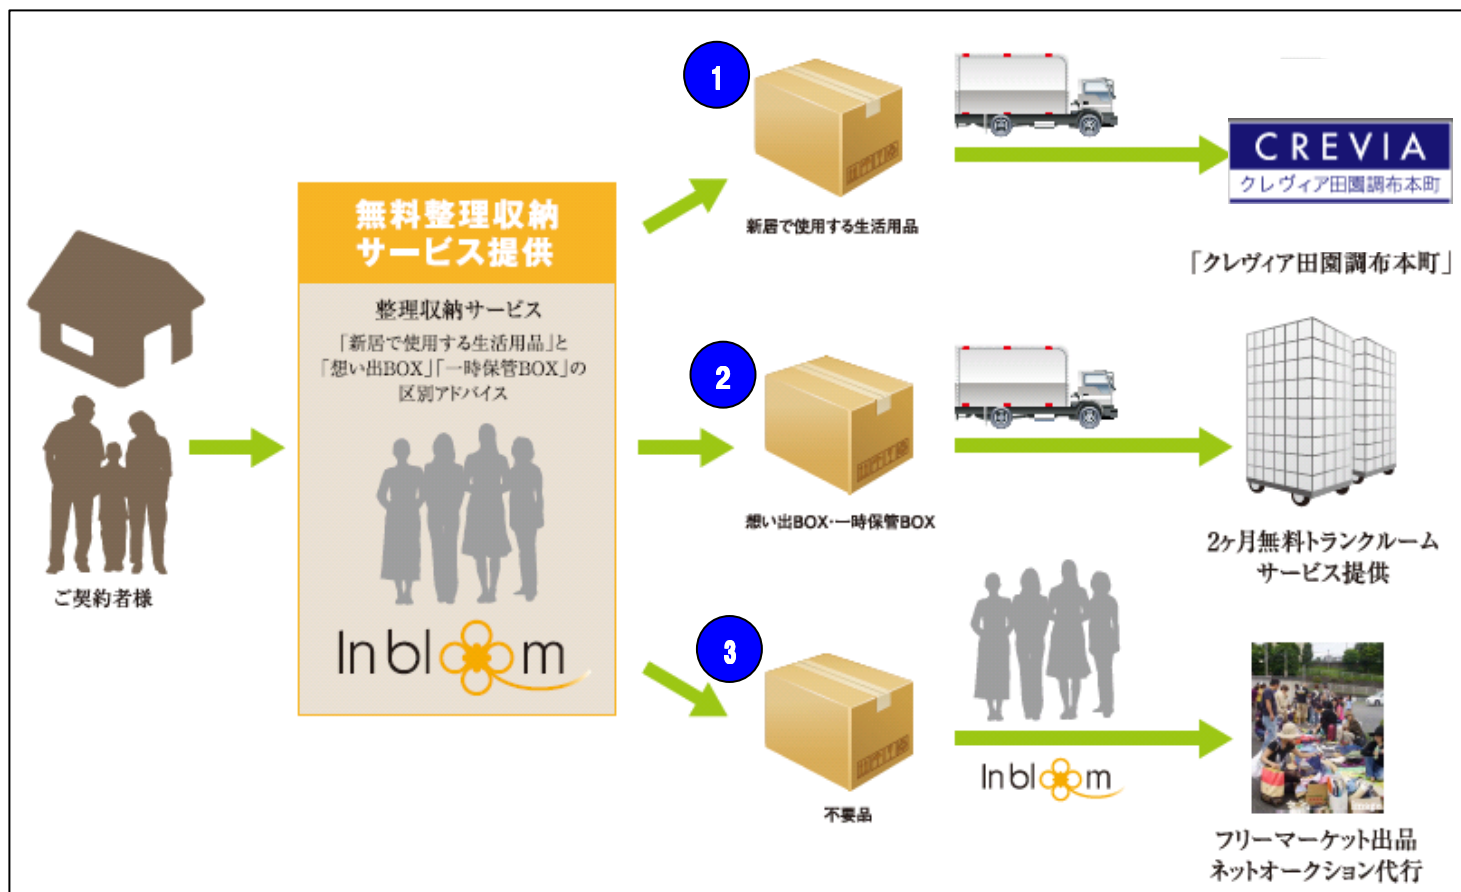 ご契約者様
無料整理収納
サービス提供
整理収納サービス
「新居で使用する生活用品」と
「想い出BOX」「一時保管BOX」の
区別アドバイス
Inbloom
1
新居で使用する生活用品
CREVIA
クレヴィア田園調布本町
「クレヴィア田園調布本町」
2
想い出BOX・一時保管BOX
2ヶ月無料トランクルーム
サービス提供
3
不要品
Inbloom
image
フリーマーケット出品
ネットオークション代行